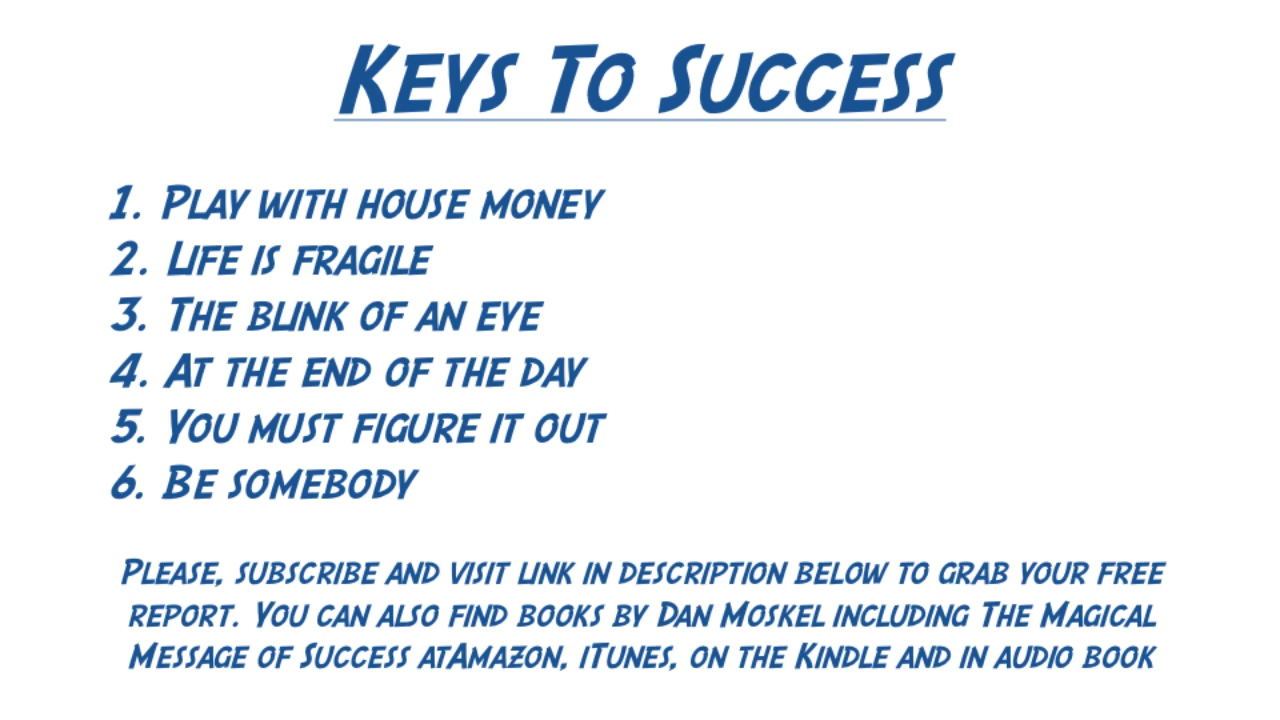 Keys To Success
1. Play with house money
2. Life is fragile
3. The blink of an eye
4. At the end of the day
5. You must figure it out
6. Be somebody
Please, subscribe and visit link in description below to grab your free
report. You can also find books by Dan Moskel including The Magical
Message of Success atAmazon, iTunes, on the Kindle and in audio book